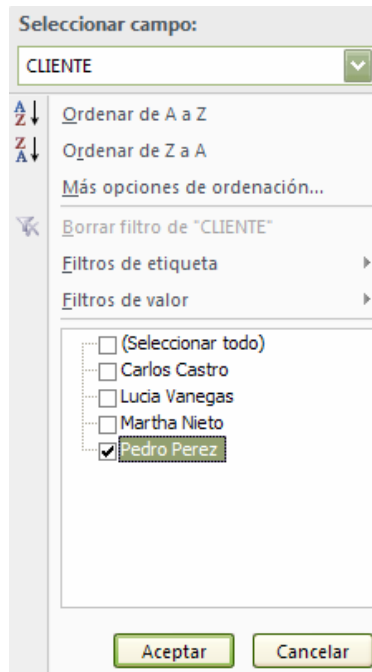 Seleccionar campo:
CLIENTE
Ordenar de A a Z
Ordenar de Z a A
Más opciones de ordenación...
Borrar filtro de "CLIENTE"
Filtros de etiqueta
Filtros de valor
(Seleccionar todo)
Carlos Castro
Lucia Vanegas
Martha Nieto
Pedro Perez
Aceptar Cancelar